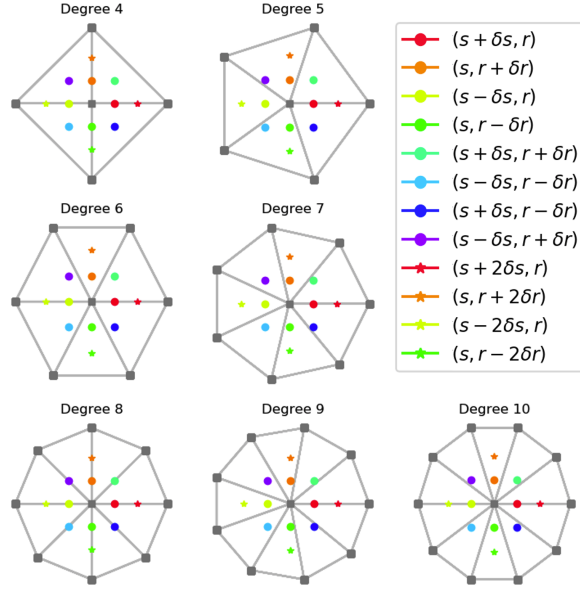 Degree 4
Degree 5
(s + δs, r)
(s, r + δr)
(s − δs, r)
(s, r − δr)
(s + δs, r + δr)
(s − δs, r − δr)
(s + δs, r − δr)
(s − δs, r + δr)
(s + 2δs, r)
(s, r + 2δr)
(s − 2δs, r)
(s, r − 2δr)
Degree 6
Degree 7
Degree 8
Degree 9
Degree 10